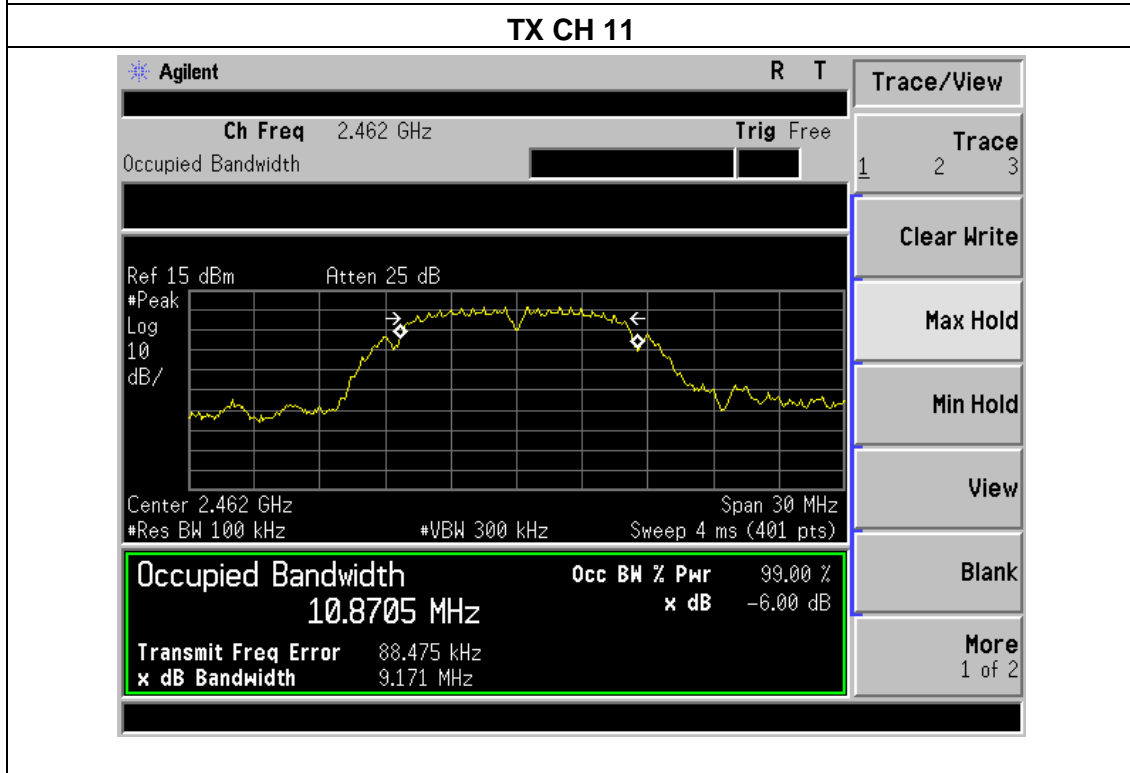 TX CH 11
Agilent R T
Trace/View
Ch Freq 2.462 GHz Trig Free
Occupied Bandwidth
Trace
1 2 3
Clear Write
Ref 15 dBm Atten 25 dB
#Peak
Log
10
dB/
Max Hold
Min Hold
View
Center 2.462 GHz Span 30 MHz
#Res BW 100 kHz #VBW 300 kHz Sweep 4 ms (401 pts)
Occupied Bandwidth Occ BW % Pwr 99.00 %
10.8705 MHz x dB -6.00 dB
Blank
Transmit Freq Error 88.475 kHz
x dB Bandwidth 9.171 MHz
More
1 of 2